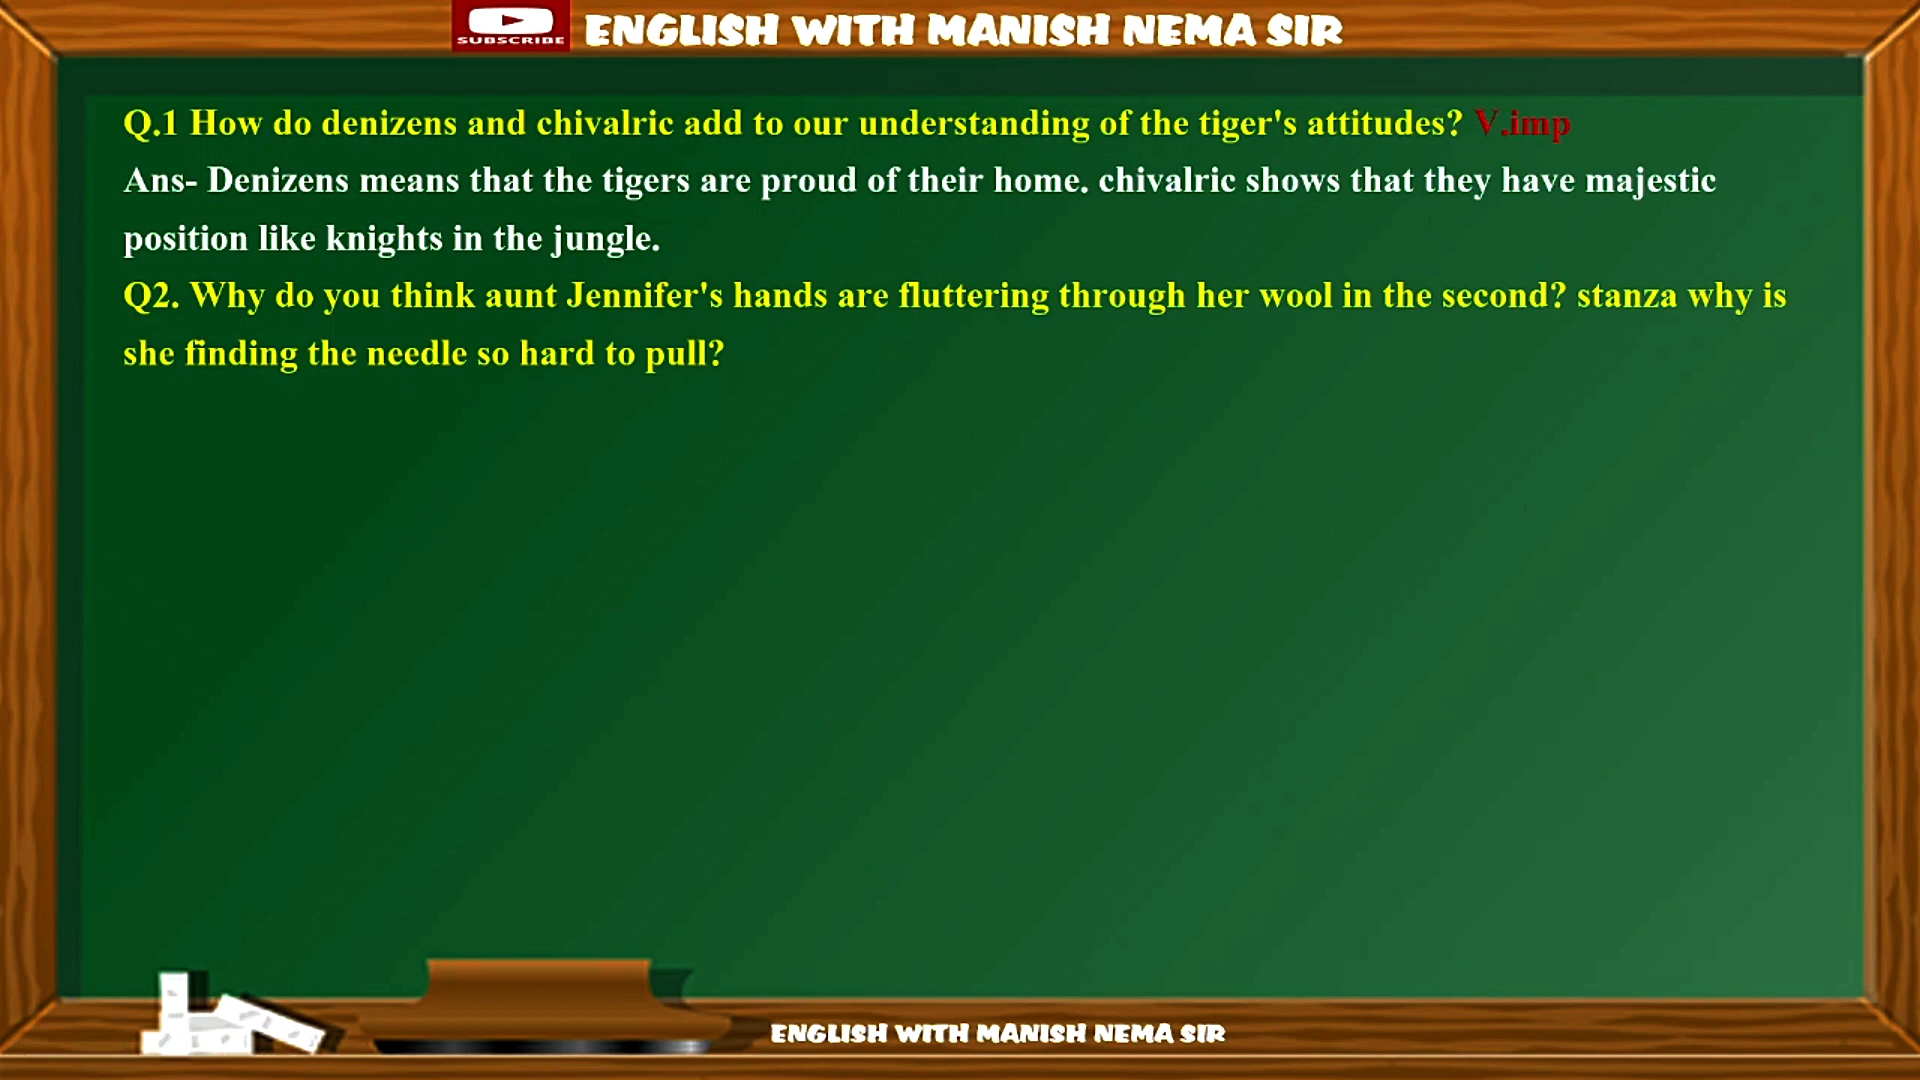 SUBSCRIBE
ENGLISH WITH MANISH NEMA SIR
Q.1 How do denizens and chivalric add to our understanding of the tiger's attitudes? V.imp
Ans- Denizens means that the tigers are proud of their home. chivalric shows that they have majestic
position like knights in the jungle.
Q2. Why do you think aunt Jennifer's hands are fluttering through her wool in the second? stanza why is
she finding the needle so hard to pull?
ENGLISH WITH MANISH NEMA SIR